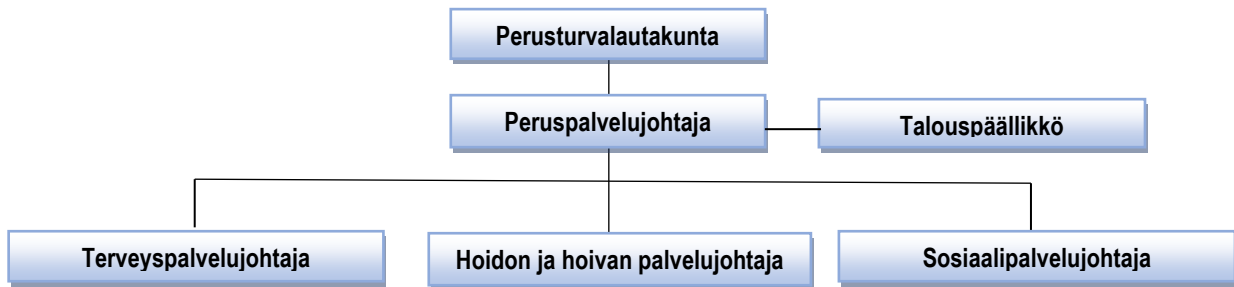 Perusturvalautakunta
Peruspalvelujohtaja
Talouspäällikkö
Terveyspalvelujohtaja
Hoidon ja hoivan palvelujohtaja
Sosiaalipalvelujohtaja